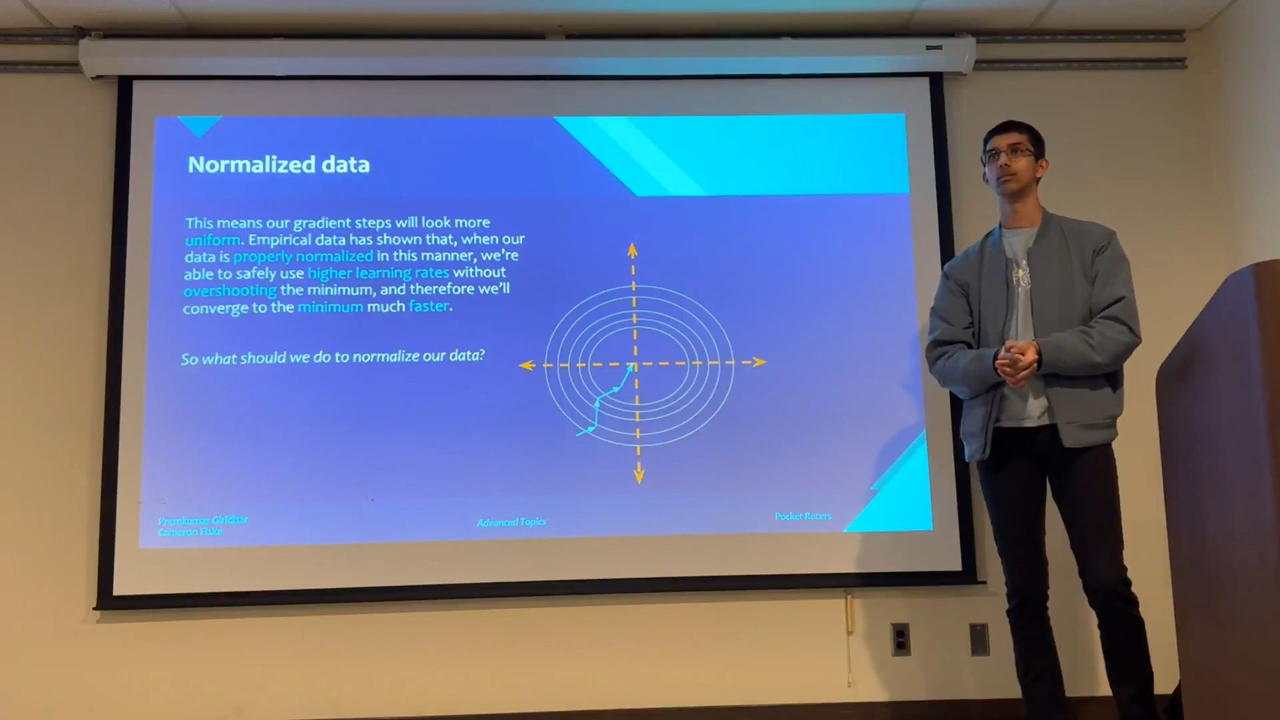 Normalized data
This means our gradient steps will look more
uniform. Empirical data has shown that, when our
data is properly normalized in this manner, we're
able to safely use higher learning rates without
overshooting the minimum, and therefore we'll
converge to the minimum much faster.
So what should we do to normalize our data?
Premkumar Giridhar
Cameron Fiske
Advanced Topics
Pocket Racers